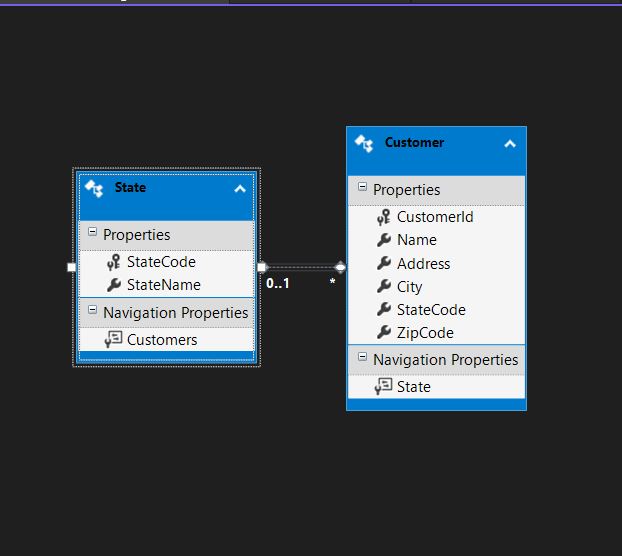 State
Properties
StateCode
StateName
Navigation Properties
Customers
0..1
*
Customer
Properties
CustomerId
Name
Address
City
StateCode
ZipCode
Navigation Properties
State